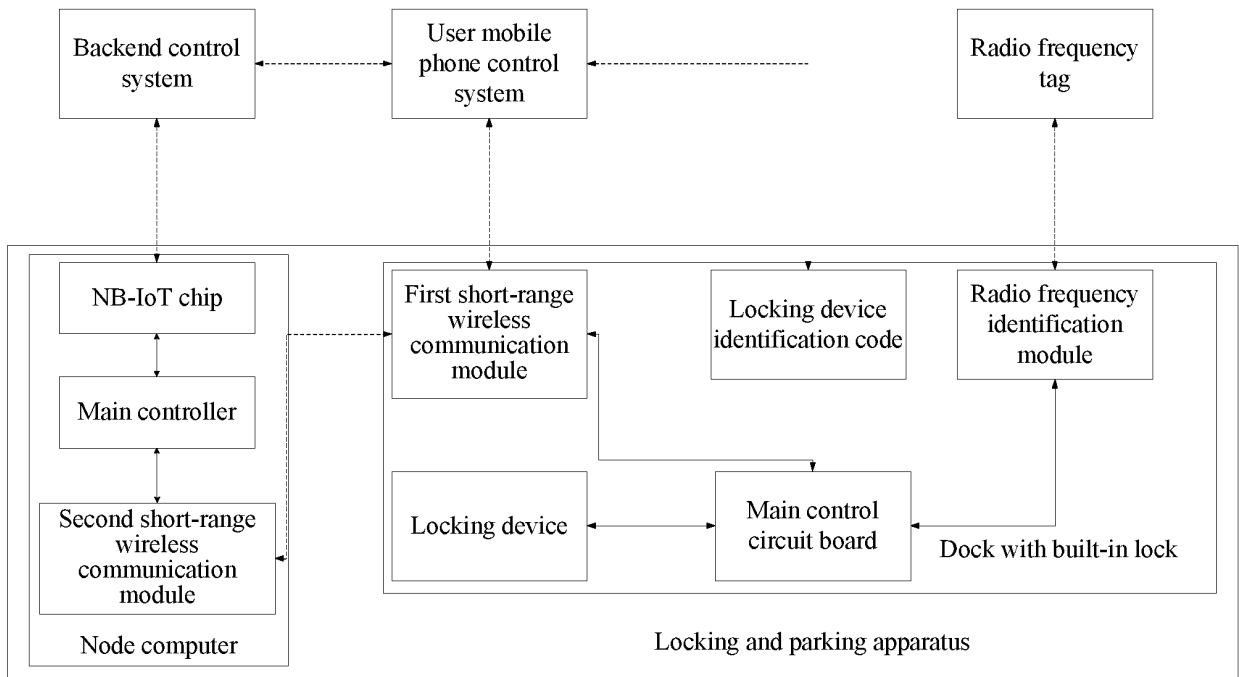 Backend control
system
User mobile
phone control
system
Radio frequency
tag
NB-IoT chip
Main controller
Second short-range
wireless
communication
module
Node computer
First short-range
wireless
communication
module
Locking device
identification code
Radio frequency
identification
module
Locking device
Main control
circuit board
Dock with built-in lock
Locking and parking apparatus